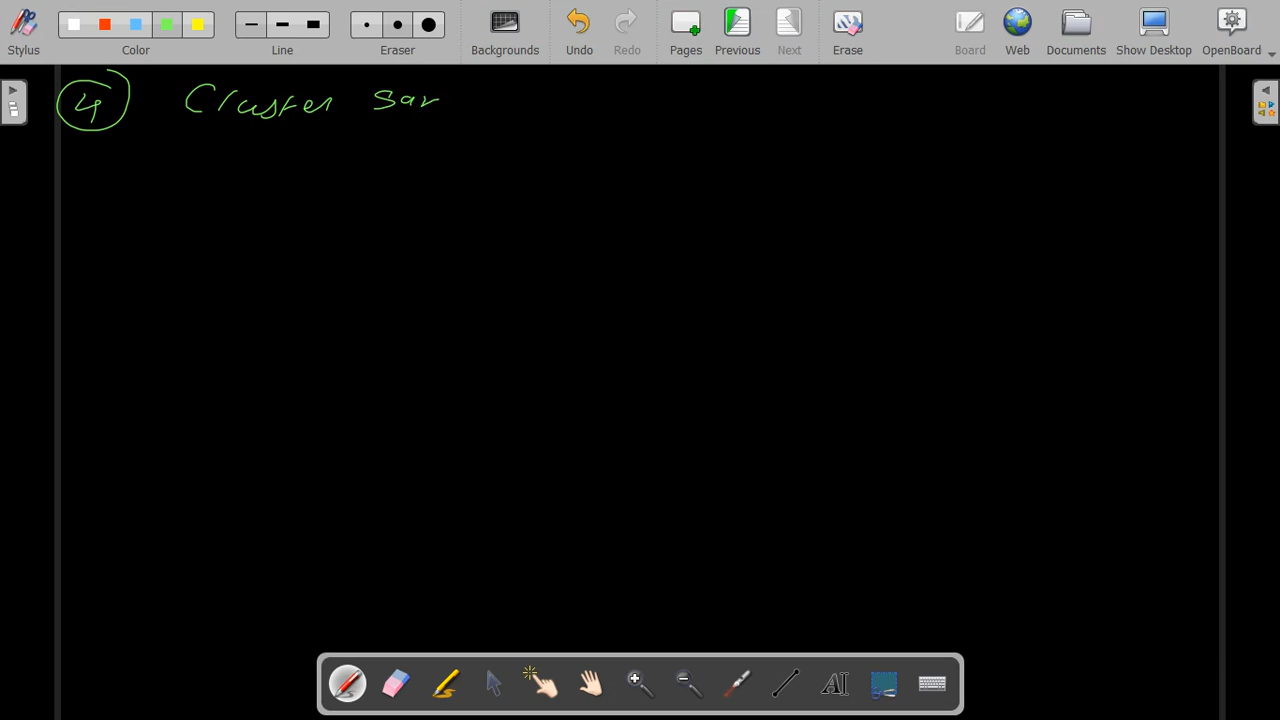 Stylus
Color
Line
Eraser
Backgrounds
Undo
Redo
Pages
Previous
Next
Erase
Board
Web
Documents
Show Desktop
OpenBoard
4 Cluster Sar
AI